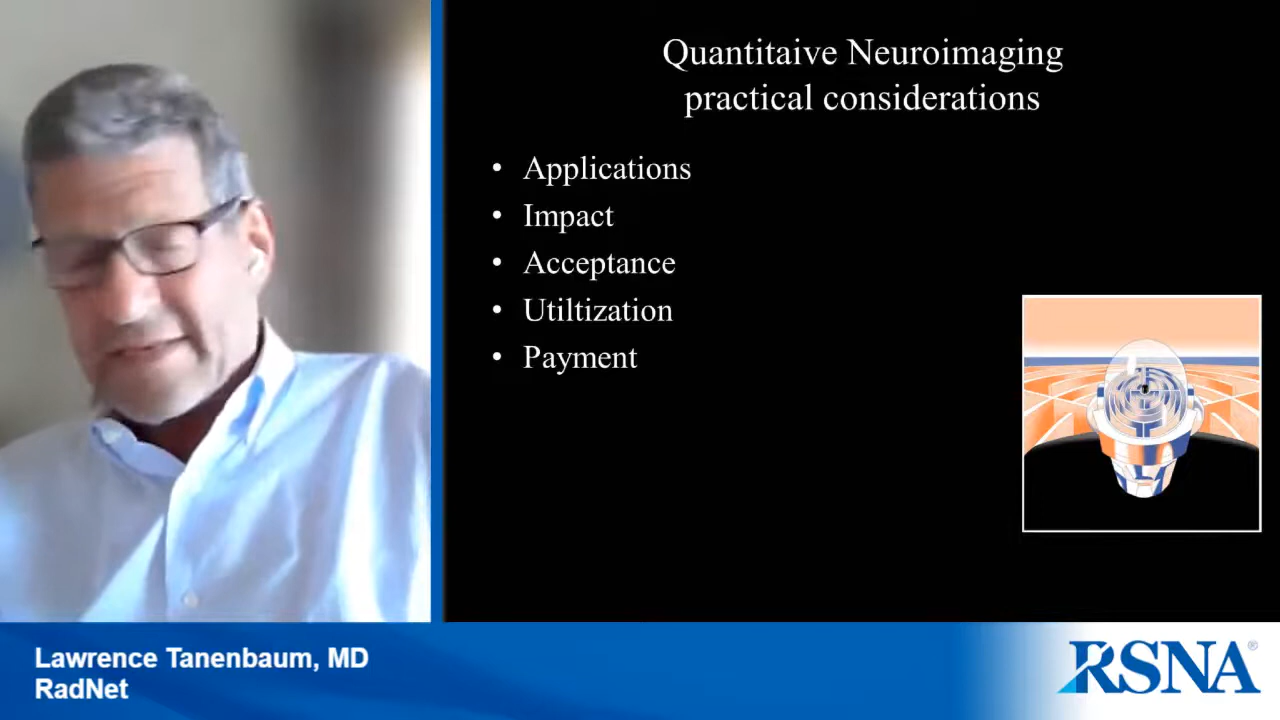 Quantitaive Neuroimaging
practical considerations
• Applications
• Impact
• Acceptance
• Utiltization
• Payment
Lawrence Tanenbaum, MD
RadNet
RSNA®